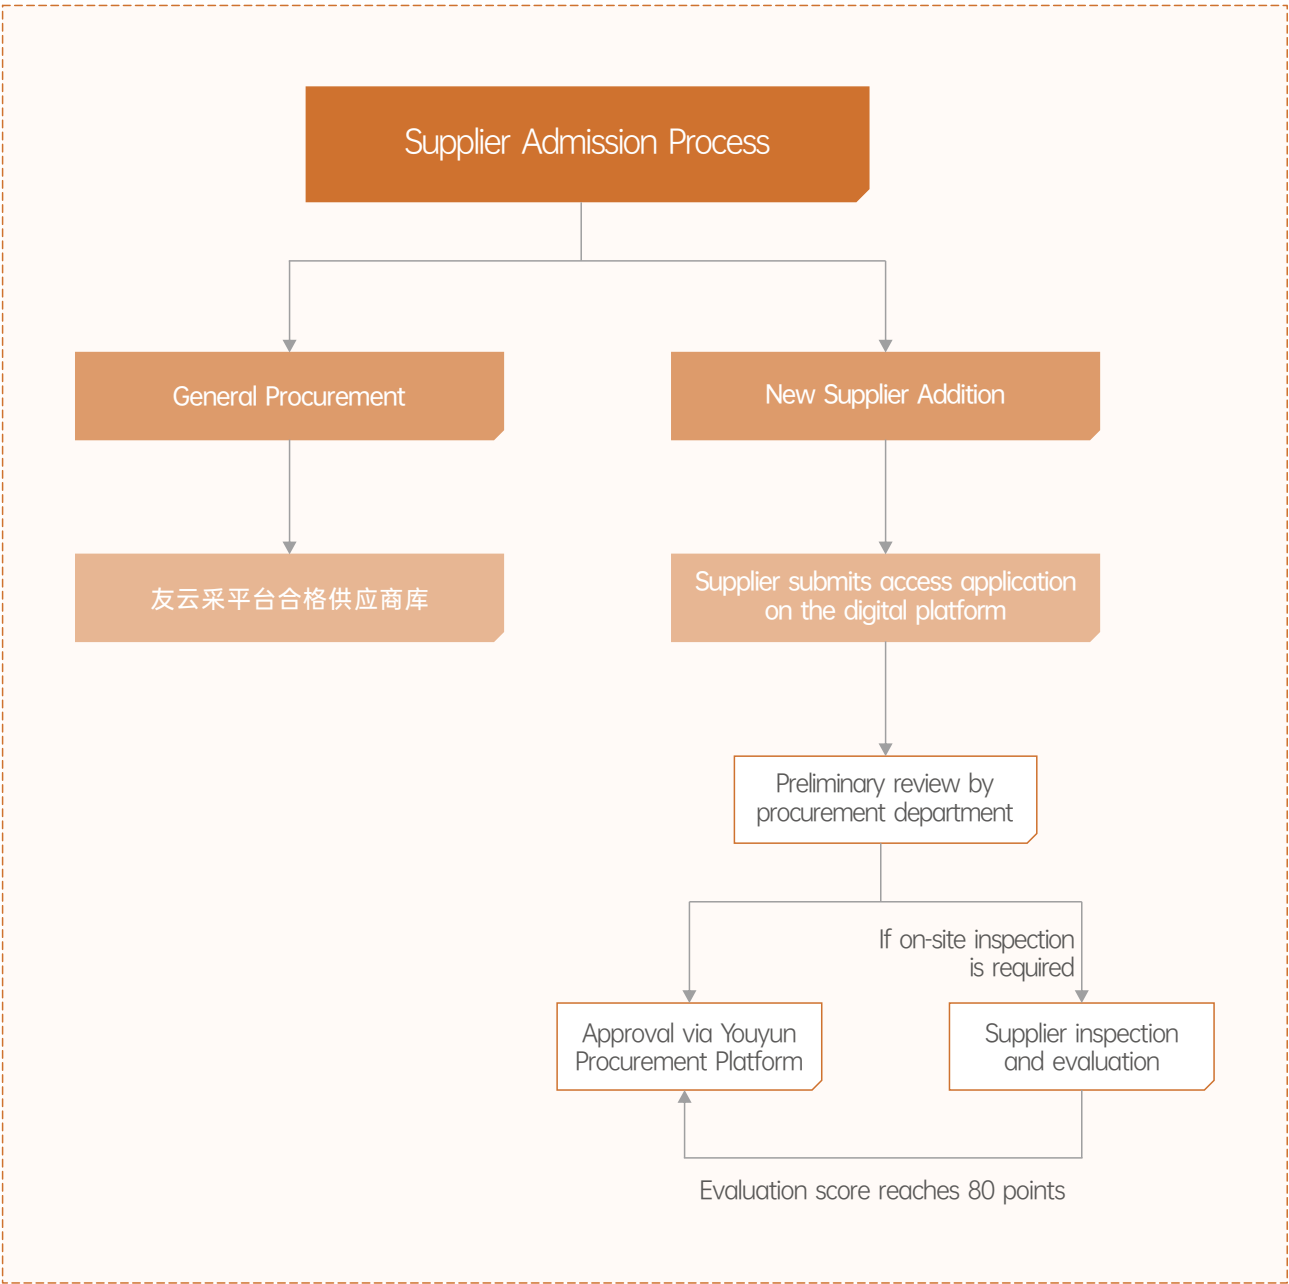 Supplier Admission Process
General Procurement
New Supplier Addition
友云采平台合格供应商库
Supplier submits access application
on the digital platform
Preliminary review by
procurement department
If on-site inspection
is required
Approval via Youyun
Procurement Platform
Supplier inspection
and evaluation
Evaluation score reaches 80 points